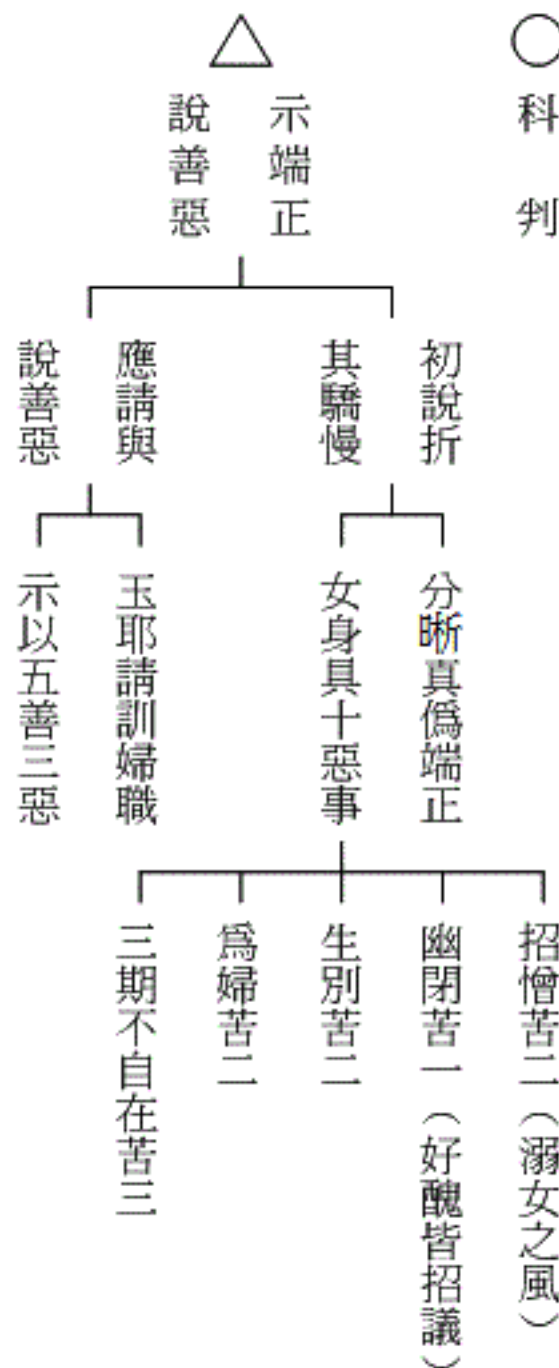 ○科判
△示端正
說善惡
初說折
其驕慢
應請與
說善惡
分晰真偽端正
女身具十惡事
玉耶請訓婦職
示以五善三惡
招憎苦二（溺女之風）
幽閉苦一（好醜皆招議）
生別苦二
爲婦苦二
三期不自在苦三